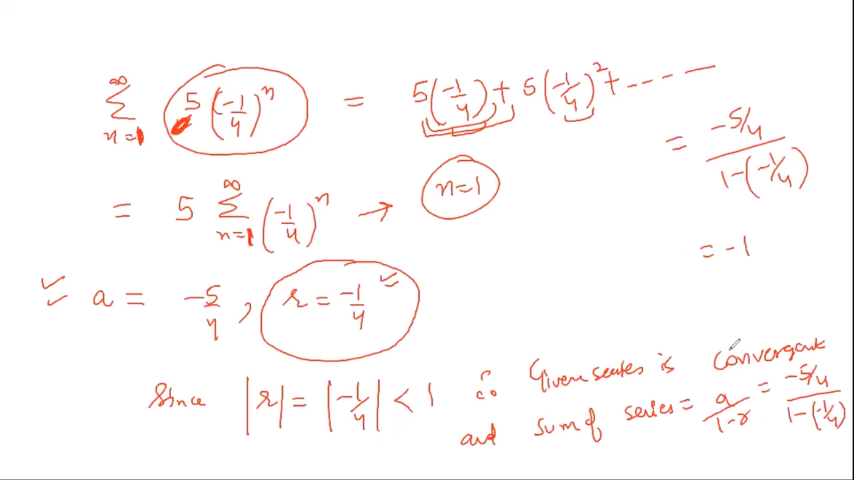 ∞
∑ 5(-1/4)^n = 5(-1/4) + 5(-1/4)^2 + - - - - -
n=1
= 5 ∑_{n=1}^{∞} (-1/4)^n → n=1
= (-5/4)/(1-(-1/4))
= -1
a = -5/4 , r = -1/4
Since |r| = |-1/4| < 1 so Given series is convergent
and sum of series = a/(1-r) = (-5/4)/(1-(-1/4))